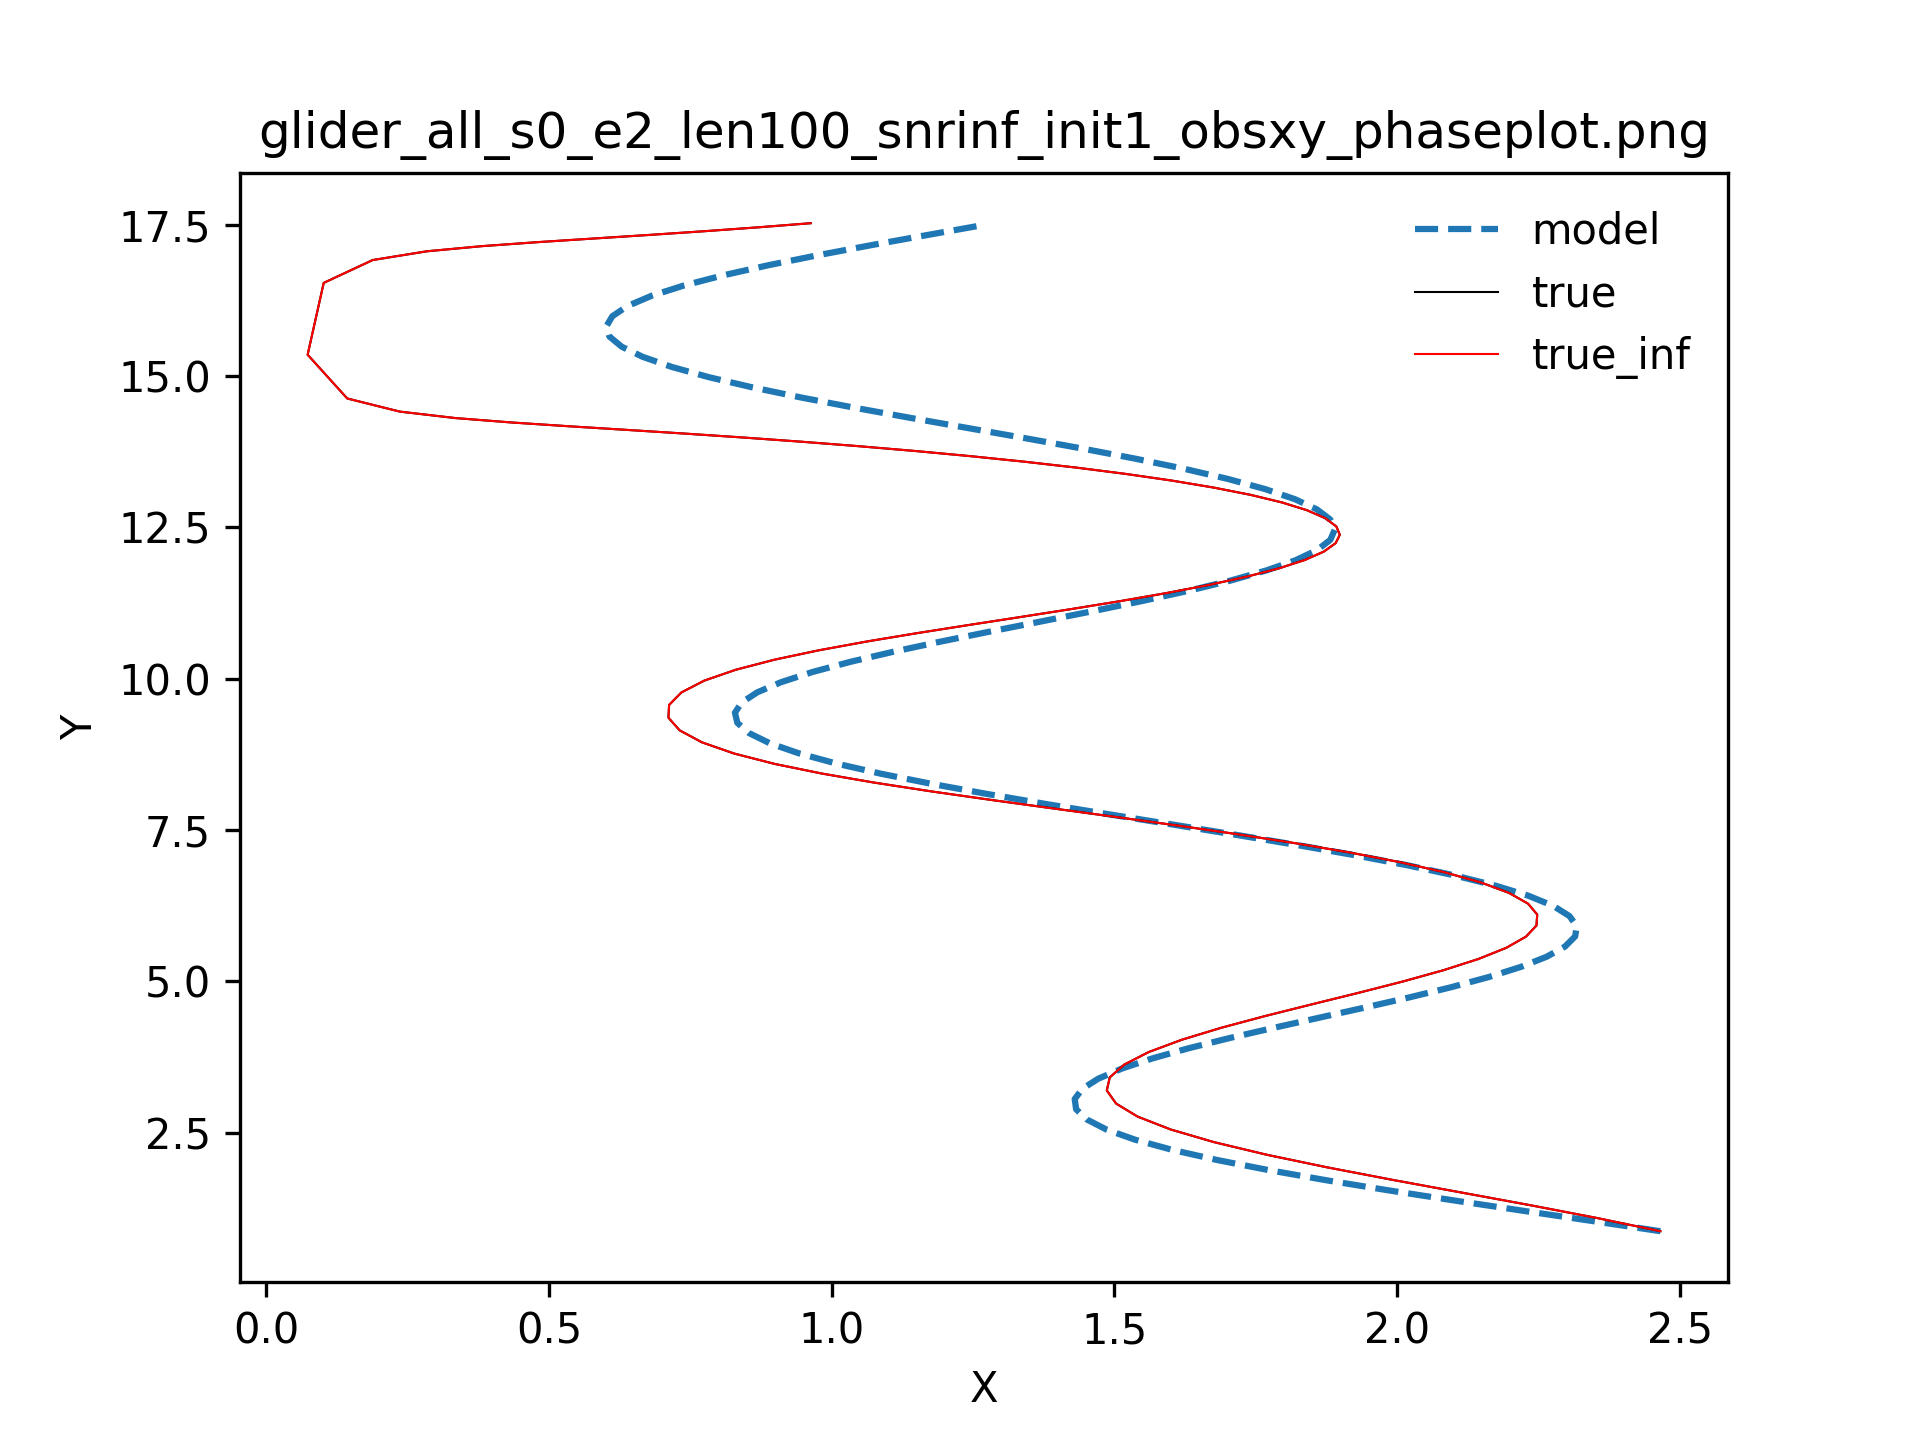 glider_all_s0_e2_len100_snrinf_init1_obsxy_phaseplot.png
model
true
true_inf
17.5
15.0
12.5
10.0
7.5
5.0
2.5
Y
0.0 0.5 1.0 1.5 2.0 2.5
X